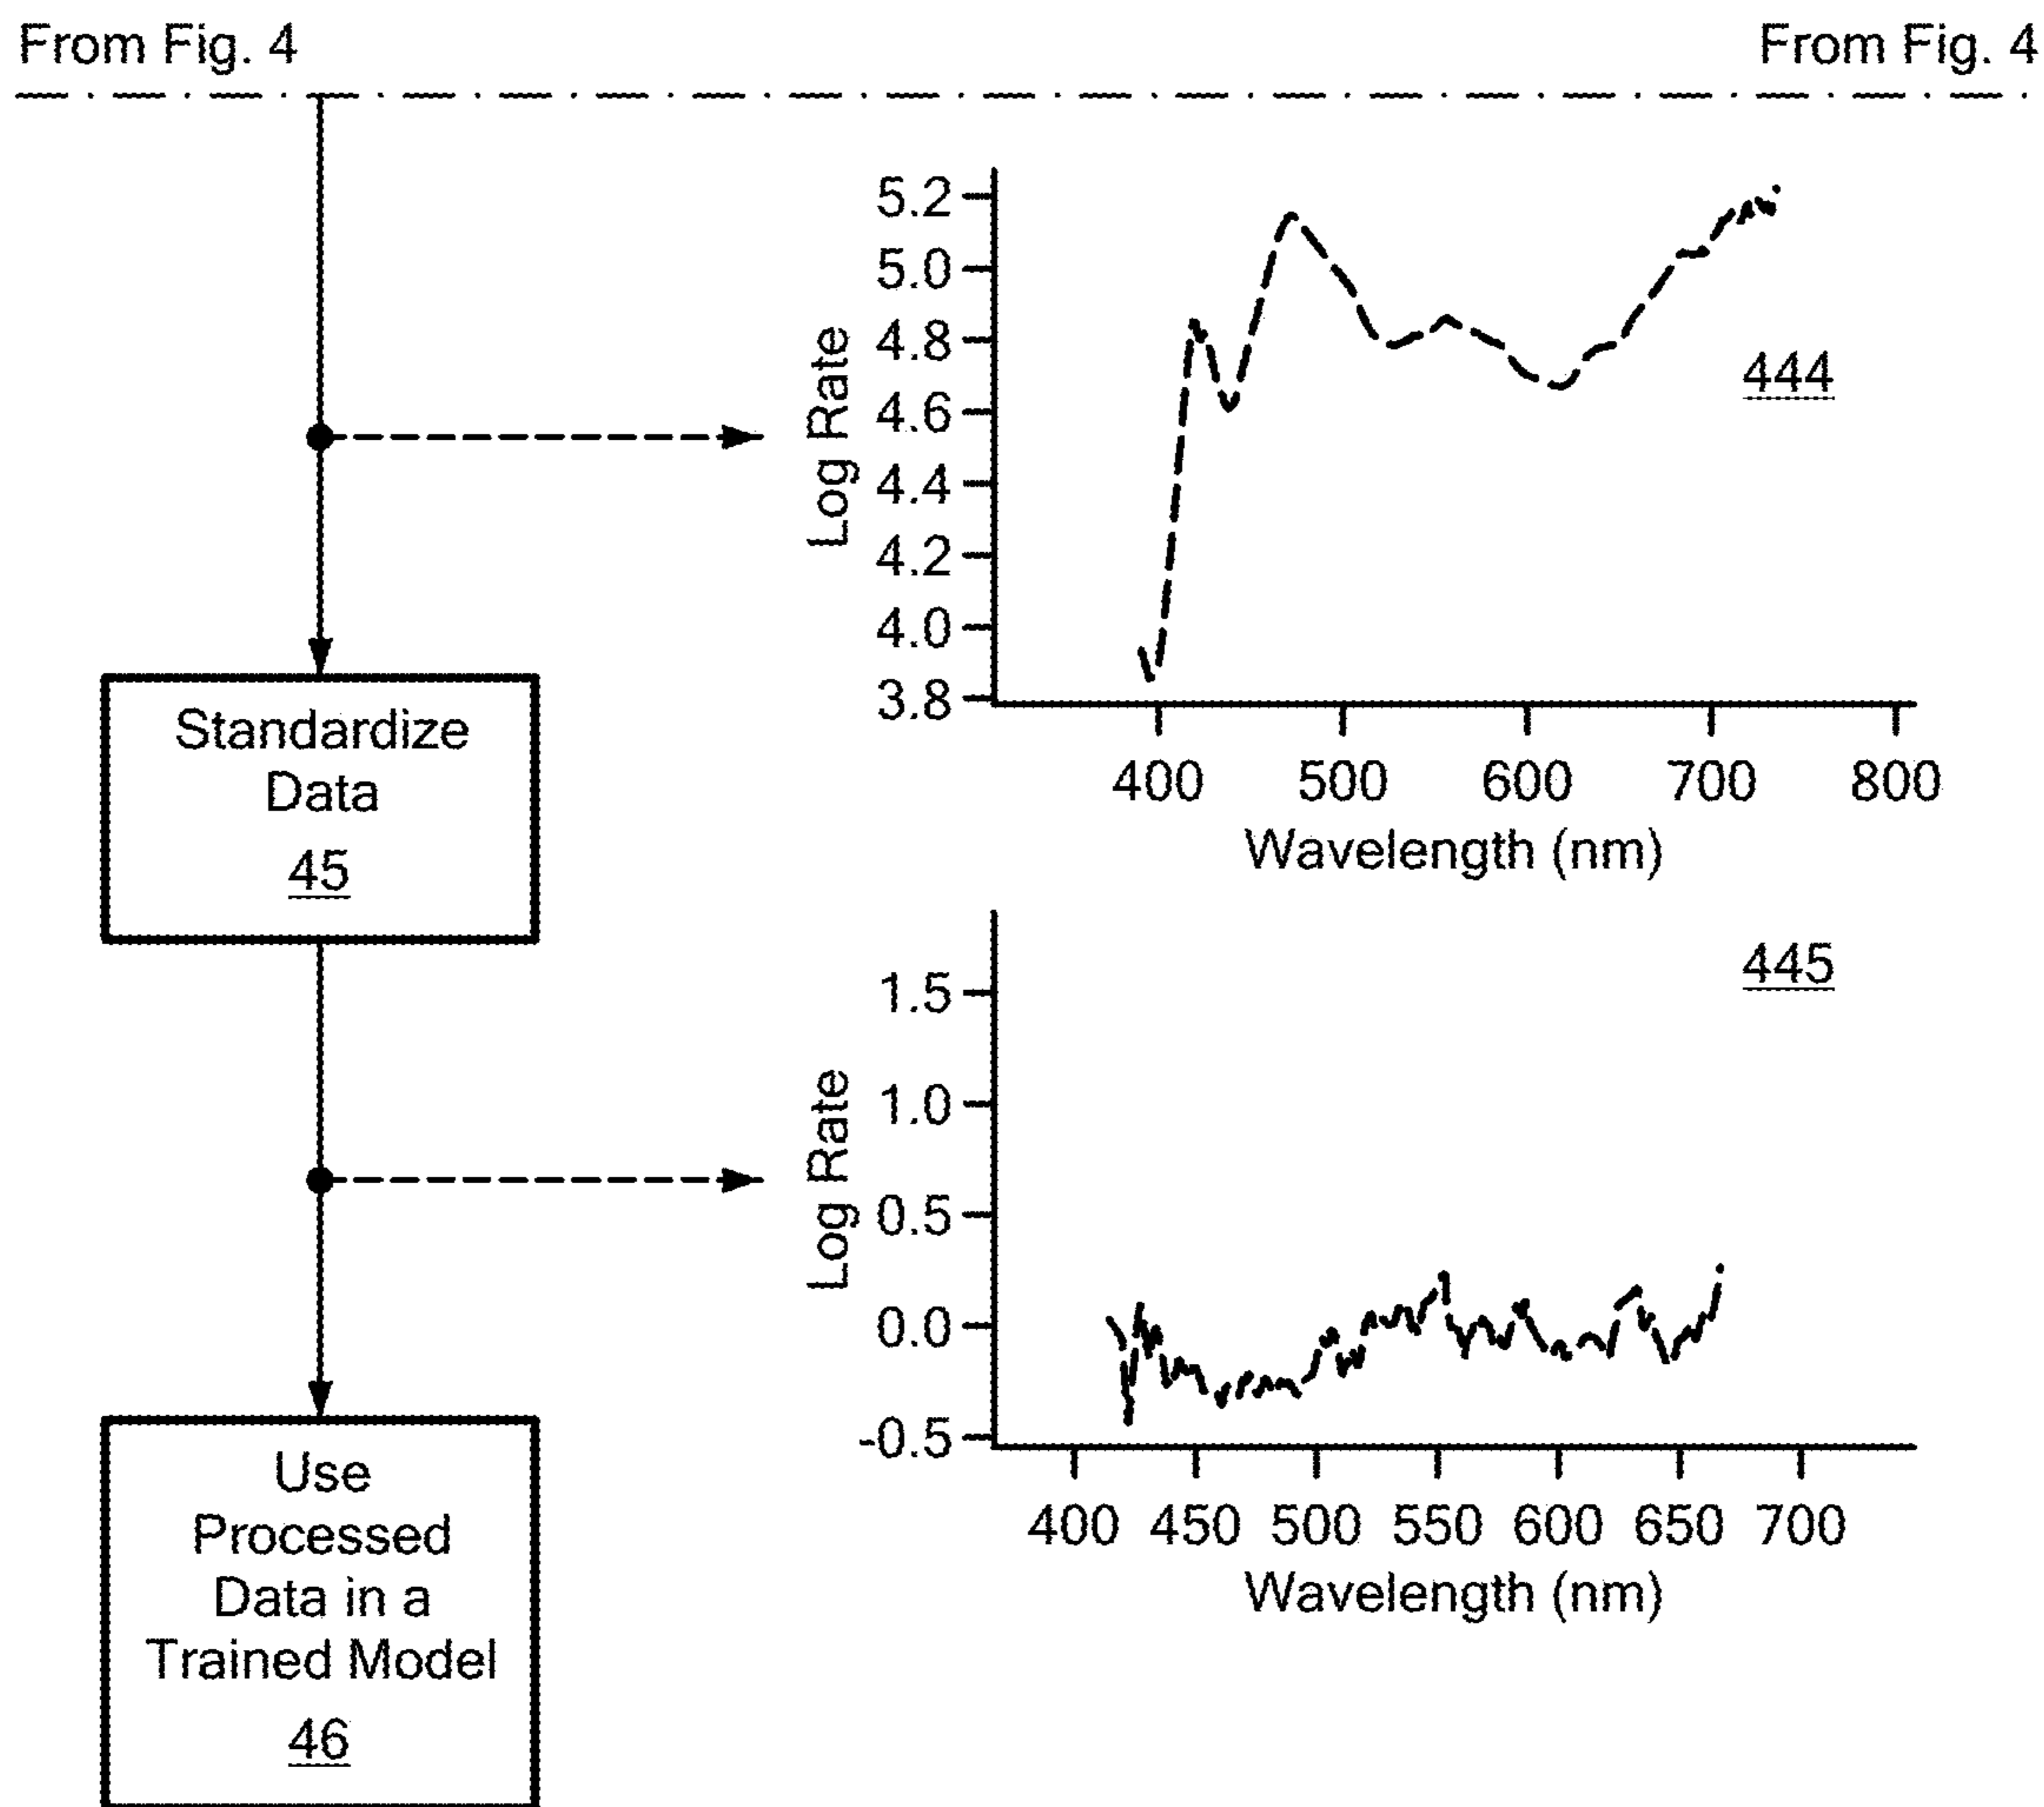 From Fig. 4
From Fig. 4
Log Rate
5.2
5.0
4.8
4.6
4.4
4.2
4.0
3.8
444
400 500 600 700 800
Wavelength (nm)
Standardize
Data
45
Log Rate
1.5
1.0
0.5
0.0
-0.5
445
400 450 500 550 600 650 700
Wavelength (nm)
Use
Processed
Data in a
Trained Model
46